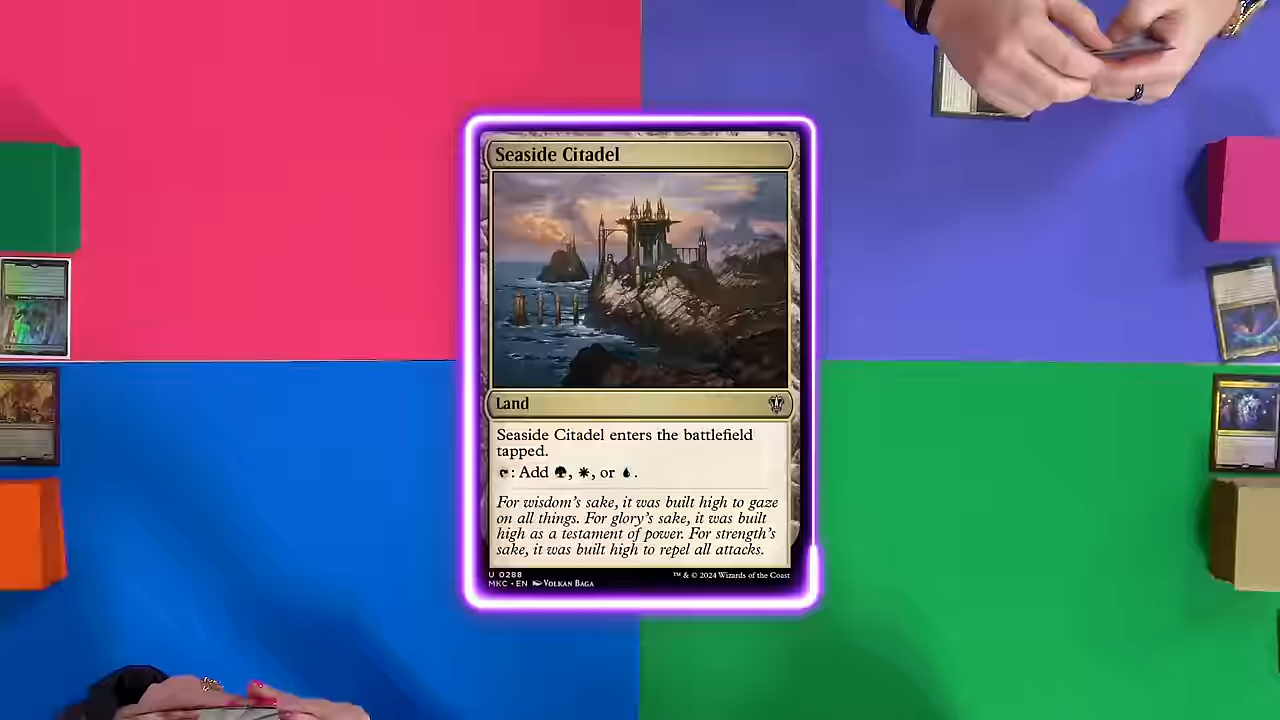 Seaside Citadel
Land
Seaside Citadel enters the battlefield
tapped.
: Add , , or .
For wisdom's sake, it was built high to gaze
on all things. For glory's sake, it was built
high as a testament of power. For strength's
sake, it was built high to repel all attacks.
U 0288
MKC • EN Volkan Baga
™ & © 2024 Wizards of the Coast